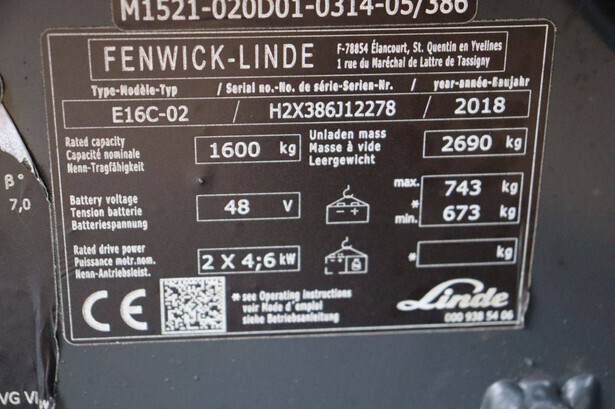 M1521-020D01-0314-05/386
FENWICK-LINDE
F-78854 Élancourt, St. Quentin en Yvelines
1 rue du Maréchal de Lattre de Tassigny
Type-Modèle-Typ / Serial no.-No. de série-Serien-Nr. / year-année-Baujahr
E16C-02 / H2X386J12278 / 2018
Rated capacity
Capacité nominale
Nenn-Tragfähigkeit
1600 kg
Unladen mass
Masse à vide
Leergewicht
2690 kg
Battery voltage
Tension batterie
Batteriespannung
48 V
max. 743 kg
*
min. 673 kg
Rated drive power
Puissance motr.nom.
Nenn-Antriebsleist.
2 X 4;6 kW
* kg
CE
* see Operating instructions
voir Mode d'emploi
siehe Betriebsanleitung
Linde
000 938 54 06
β°
7,0
VG VI